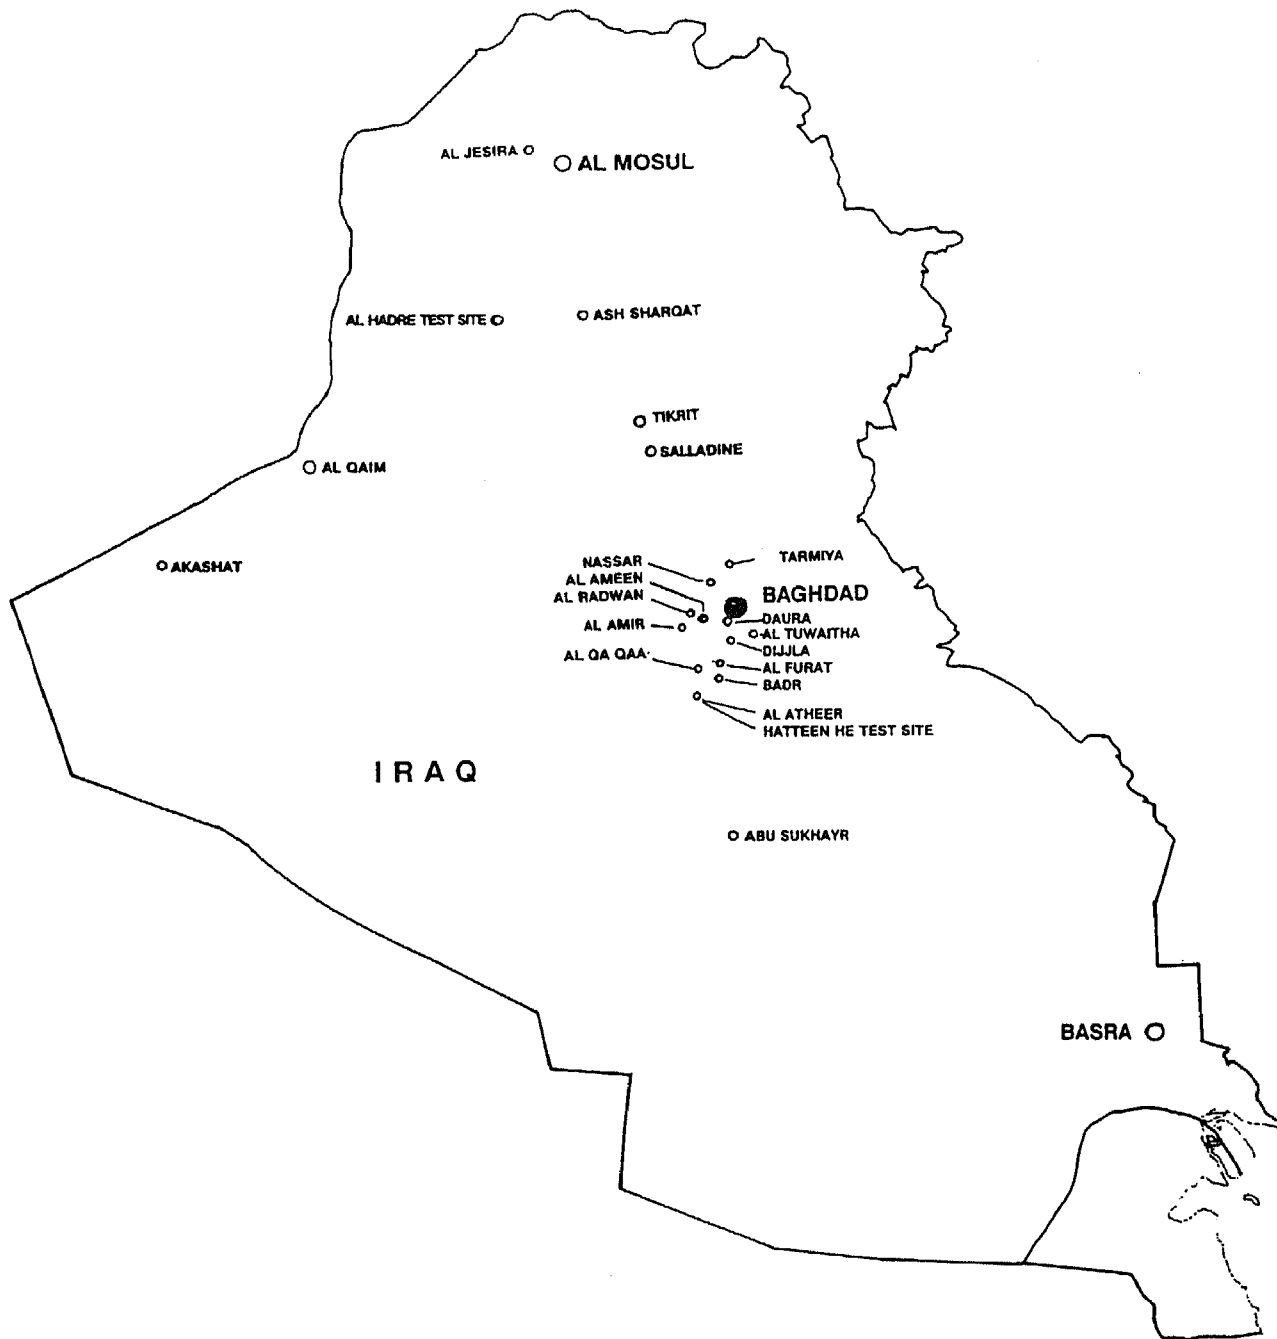 AL JESIRA
AL MOSUL
AL HADRE TEST SITE
ASH SHARQAT
TIKRIT
SALLADINE
AL QAIM
AKASHAT
NASSAR
TARMIYA
AL AMEEN
BAGHDAD
AL RADWAN
DAURA
AL AMIR
AL TUWAITHA
DIJJLA
AL QA QAA
AL FURAT
BADR
AL ATHEER
HATTEEN HE TEST SITE
IRAQ
ABU SUKHAYR
BASRA